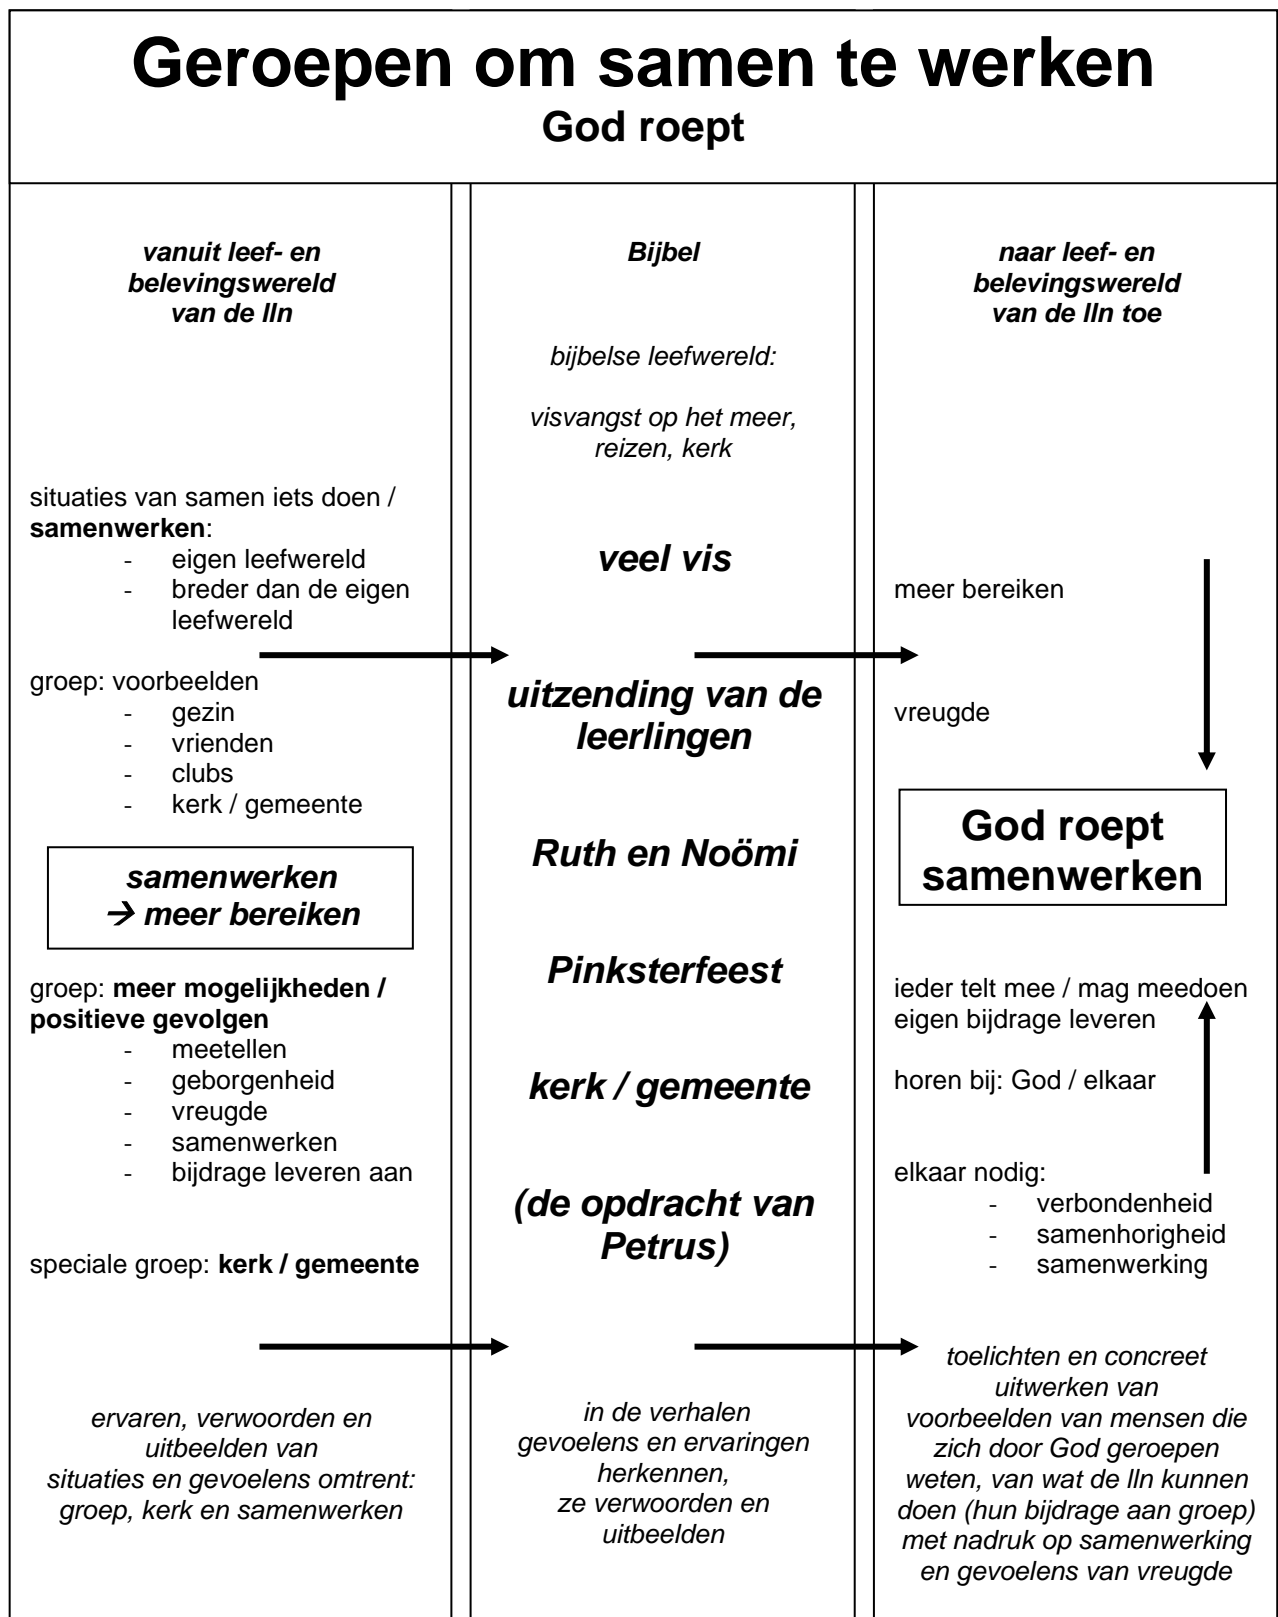 Geroepen om samen te werken
God roept
vanuit leef- en
belevingswereld
van de lln
situaties van samen iets doen /
samenwerken:
- eigen leefwereld
- breder dan de eigen
leefwereld
groep: voorbeelden
- gezin
- vrienden
- clubs
- kerk / gemeente
samenwerken
→ meer bereiken
groep: meer mogelijkheden /
positieve gevolgen
- meetellen
- geborgenheid
- vreugde
- samenwerken
- bijdrage leveren aan
speciale groep: kerk / gemeente
ervaren, verwoorden en
uitbeelden van
situaties en gevoelens omtrent:
groep, kerk en samenwerken
Bijbel
bijbelse leefwereld:
visvangst op het meer,
reizen, kerk
veel vis
uitzending van de
leerlingen
Ruth en Noömi
Pinksterfeest
kerk / gemeente
(de opdracht van
Petrus)
in de verhalen
gevoelens en ervaringen
herkennen,
ze verwoorden en
uitbeelden
naar leef- en
belevingswereld
van de lln toe
meer bereiken
vreugde
God roept
samenwerken
ieder telt mee / mag meedoen
eigen bijdrage leveren
horen bij: God / elkaar
elkaar nodig:
- verbondenheid
- samenhorigheid
- samenwerking
toelichten en concreet
uitwerken van
voorbeelden van mensen die
zich door God geroepen
weten, van wat de lln kunnen
doen (hun bijdrage aan groep)
met nadruk op samenwerking
en gevoelens van vreugde